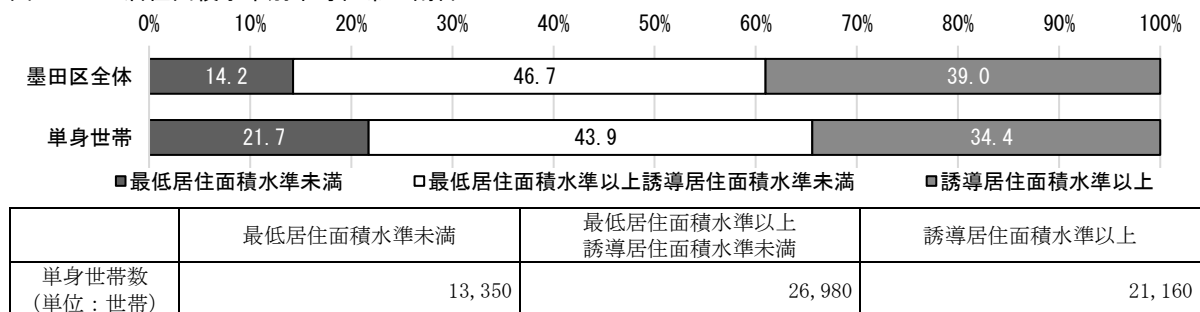 0% 10% 20% 30% 40% 50% 60% 70% 80% 90% 100%
墨田区全体 14.2 46.7 39.0
単身世帯 21.7 43.9 34.4
■最低居住面積水準未満 □最低居住面積水準以上誘導居住面積水準未満 ■誘導居住面積水準以上
最低居住面積水準未満 最低居住面積水準以上 誘導居住面積水準以上
誘導居住面積水準未満
単身世帯数 13,350 26,980 21,160
(単位:世帯)